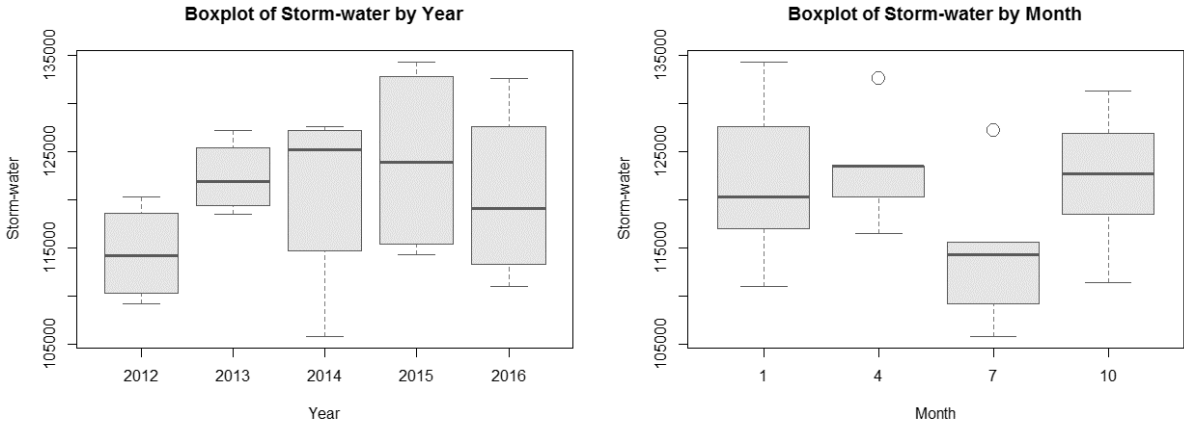 Boxplot of Storm-water by Year
Storm-water
135000
125000
115000
105000
2012 2013 2014 2015 2016
Year
Boxplot of Storm-water by Month
Storm-water
135000
125000
115000
105000
1 4 7 10
Month